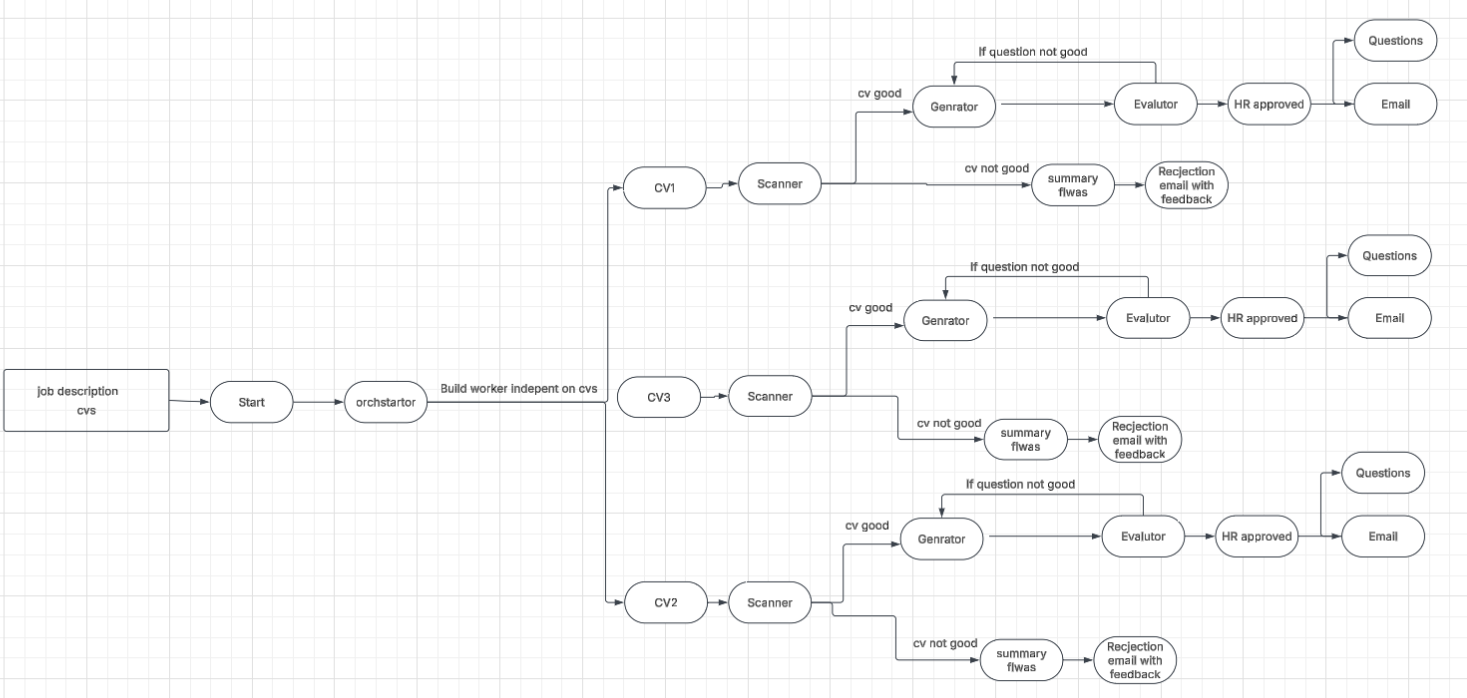 job description
cvs
Start
orchstartor
Build worker indepent on cvs
CV1
Scanner
cv good
If question not good
Genrator
Evalutor
HR approved
Questions
Email
cv not good
summary
flwas
Recjection
email with
feedback
CV3
Scanner
cv good
If question not good
Genrator
Evalutor
HR approved
Questions
Email
cv not good
summary
flwas
Recjection
email with
feedback
CV2
Scanner
cv good
If question not good
Genrator
Evalutor
HR approved
Questions
Email
cv not good
summary
flwas
Recjection
email with
feedback